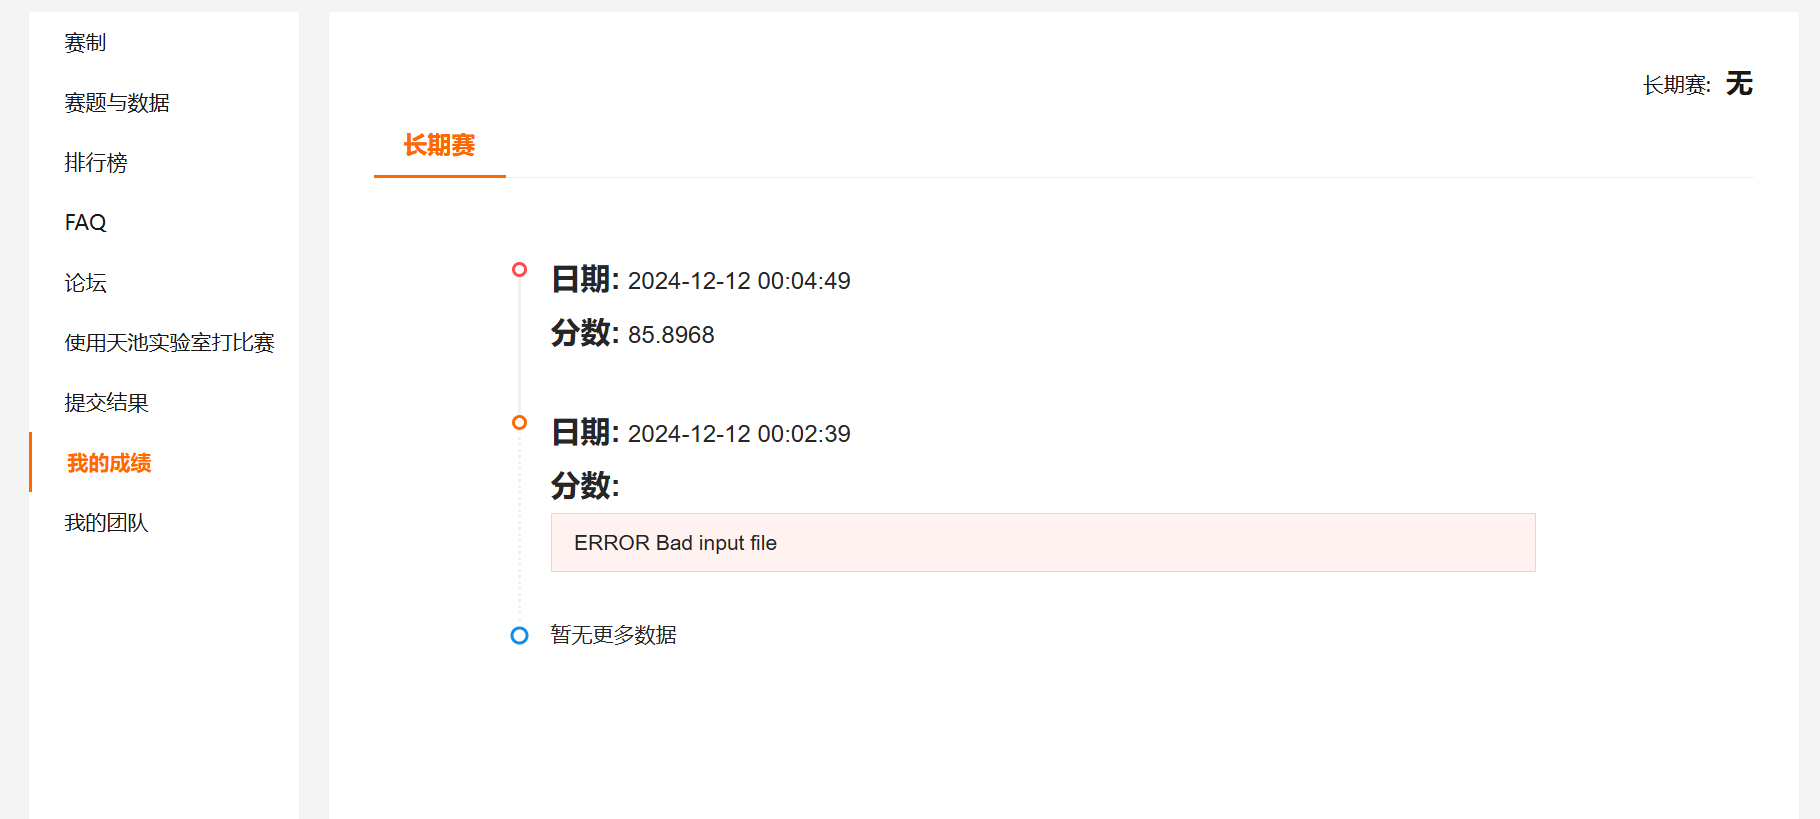 赛制
赛题与数据
排行榜
FAQ
论坛
使用天池实验室打比赛
提交结果
我的成绩
我的团队
长期赛: 无
长期赛
日期: 2024-12-12 00:04:49
分数: 85.8968
日期: 2024-12-12 00:02:39
分数:
ERROR Bad input file
暂无更多数据